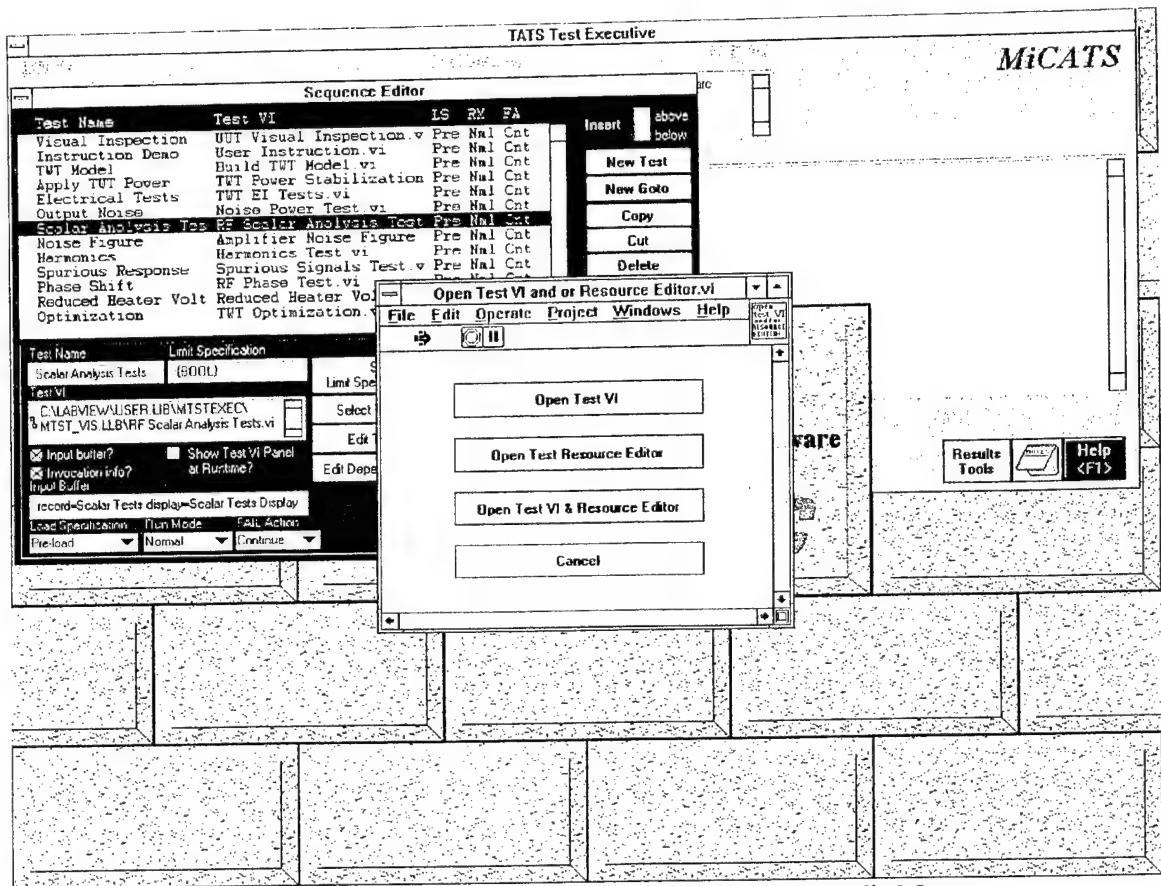 TATS Test Executive
MiCATS
Sequence Editor
Test Name Test VI LS RM FA
Visual Inspection UUT Visual Inspection.v Pre Nml Cnt
Instruction Demo User Instruction.vi Pre Nml Cnt
TWT Model Build TWT Model.vi Pre Nml Cnt
Apply TWT Power TWT Power Stabilization Pre Nml Cnt
Electrical Tests TWT EI Tests.vi Pre Nml Cnt
Output Noise Noise Power Test.vi Pre Nml Cnt
Scalar Analysis Tes RF Scalar Analysis Test Pre Nml Cnt
Noise Figure Amplifier Noise Figure Pre Nml Cnt
Harmonics Harmonics Test vi Pre Nml Cnt
Spurious Response Spurious Signals Test.v Pre Nml Cnt
Phase Shift RF Phase Test.vi
Reduced Heater Volt Reduced Heater Vol
Optimization TWT Optimization.v
Insert above
below
New Test
New Goto
Copy
Cut
Delete
Test Name Limit Specification
Scalar Analysis Tests (BOOL)
Limit Spe
Test VI
C:\LABVIEW\USER.LIB\MTSTEXEC\
MTST_VIS.LLB\RF Scalar Analysis Tests.vi
Select
Edit T
Edit Depe
Input buffer? Show Test VI Panel
at Runtime?
Invocation info?
Input Buffer
record=Scalar Tests display=Scalar Tests Display
Load Specification Run Mode FAIL Action
Pre-load Normal Continue
Open Test VI and or Resource Editor.vi
File Edit Operate Project Windows Help
Open Test VI
Open Test Resource Editor
Open Test VI & Resource Editor
Cancel
ware
Results
Tools
Help
<F1>